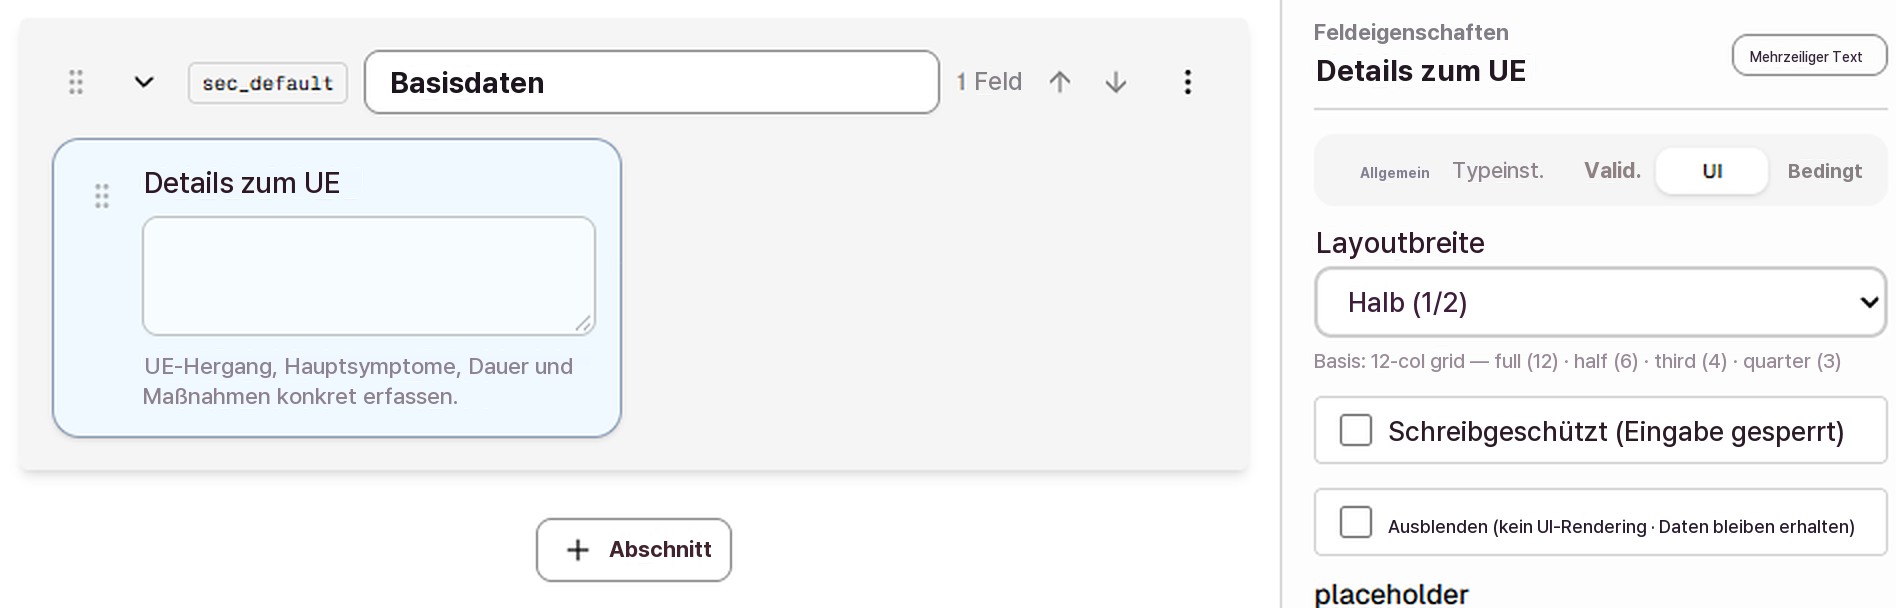 sec_default
Basisdaten
1 Feld
Details zum UE
UE-Hergang, Hauptsymptome, Dauer und
Maßnahmen konkret erfassen.
Abschnitt
Feldeigenschaften
Details zum UE
Mehrzeiliger Text
Allgemein Typeinst. Valid. UI Bedingt
Layoutbreite
Halb (1/2)
Basis: 12-col grid — full (12) · half (6) · third (4) · quarter (3)
Schreibgeschützt (Eingabe gesperrt)
Ausblenden (kein UI-Rendering · Daten bleiben erhalten)
placeholder